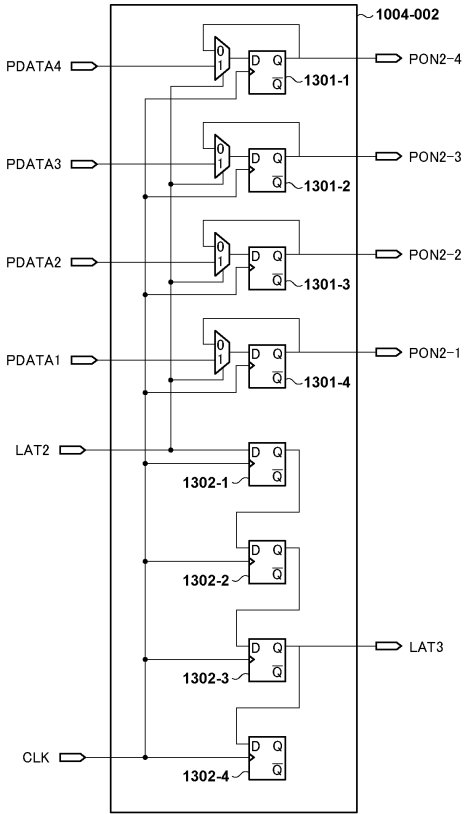 1004-002
PDATA4
0
1
D Q
Q̅
1301-1
PON2-4
PDATA3
0
1
D Q
Q̅
1301-2
PON2-3
PDATA2
0
1
D Q
Q̅
1301-3
PON2-2
PDATA1
0
1
D Q
Q̅
1301-4
PON2-1
LAT2
D Q
Q̅
1302-1
D Q
Q̅
1302-2
D Q
Q̅
1302-3
LAT3
D Q
Q̅
1302-4
CLK